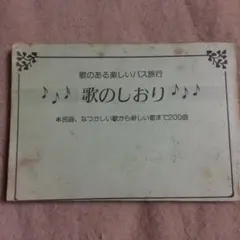 歌のある楽しいバス旅行
歌のしおり
*民謡、なつかしい歌から新しい歌まで200曲